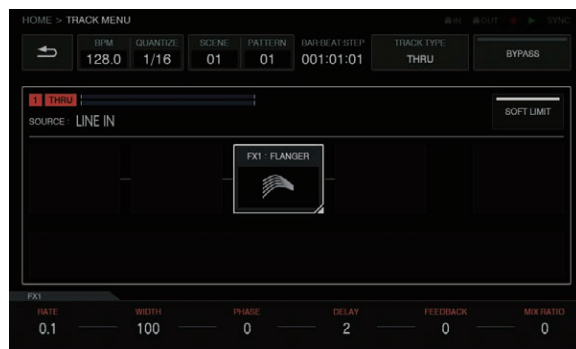 HOME > TRACK MENU
IN OUT SYNC
BPM QUANTIZE SCENE PATTERN BAR:BEAT:STEP TRACK TYPE
128.0 1/16 01 01 001:01:01 THRU BYPASS
1 THRU
SOURCE : LINE IN
SOFT LIMIT
FX1 : FLANGER
FX1
RATE WIDTH PHASE DELAY FEEDBACK MIX RATIO
0.1 100 0 2 0 0